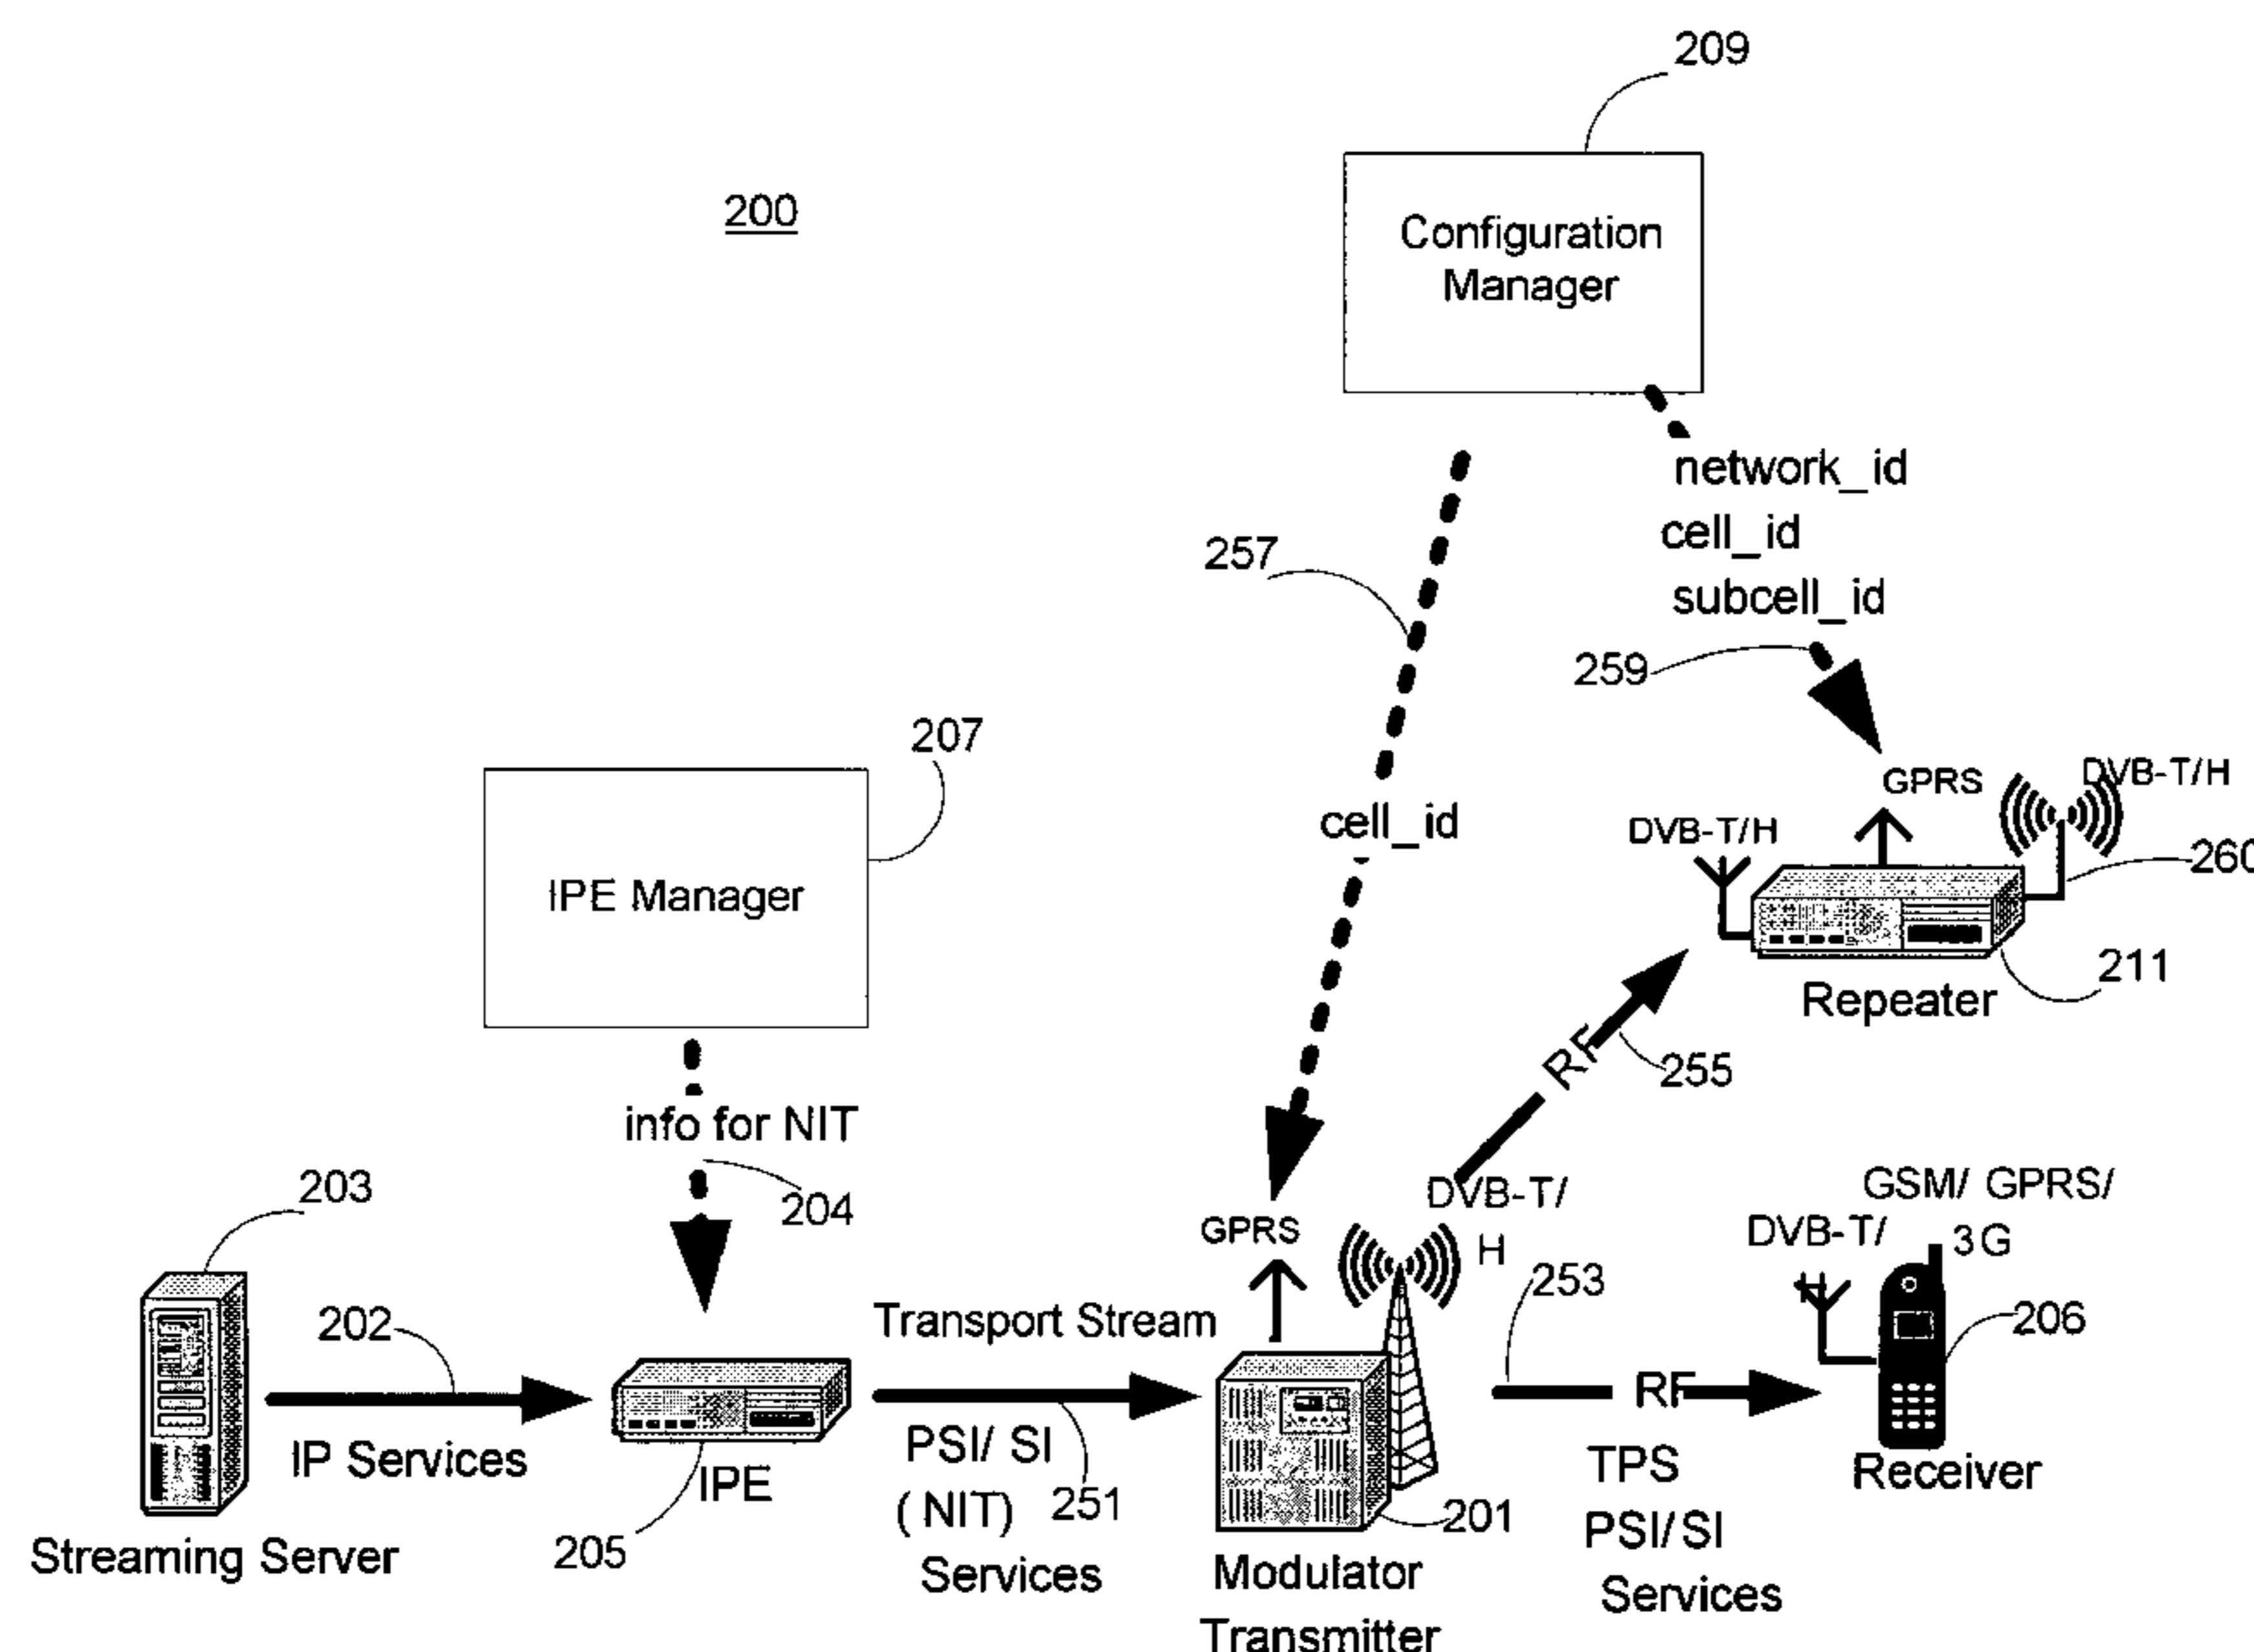 209
200
Configuration
Manager
network_id
cell_id
257
subcell_id
259
207
GPRS
DVB-T/H
cell_id
DVB-T/H
260
IPE Manager
211
Repeater
RF
255
info for NIT
204
203
DVB-T/
H
GSM/ GPRS/
3G
DVB-T/
H
GPRS
253
202
Transport Stream
206
RF
IP Services
PSI/ SI
(NIT)
251
Services
IPE
205
201
TPS
PSI/SI
Services
Receiver
Streaming Server
Modulator
Transmitter